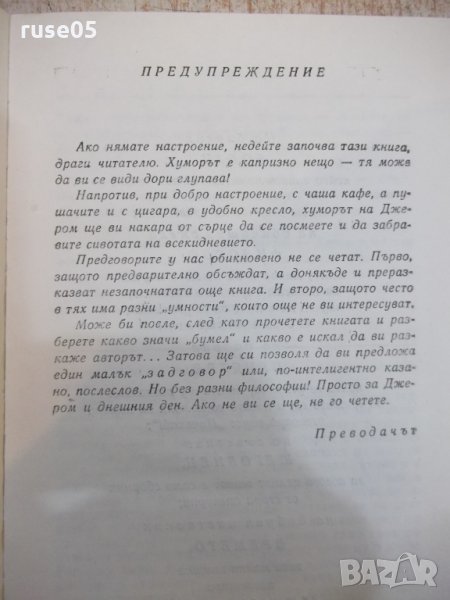 ruse05
ПРЕДУПРЕЖДЕНИЕ
Ако нямате настроение, недейте започва тази книга,
драги читателю. Хуморът е капризно нещо — тя може
да ви се види дори глупава!
Напротив, при добро настроение, с чаша кафе, а пу-
шачите и с цигара, в удобно кресло, хуморът на Дже-
ром ще ви накара от сърце да се посмеете и да забра-
вите сивотата на всекидневието.
Предговорите у нас обикновено не се четат. Първо,
защото предварително обсъждат, а донякъде и прераз-
казват незапочнатата още книга. И второ, защото често
в тях има разни „умности“, които още не ви интересуват.
Може би после, след като прочетете книгата и раз-
берете какво значи „бумел“ и какво е искал да ви раз-
каже авторът... Затова ще си позволя да ви предложа
един малък „задговор“ или, по-интелигентно каза-
но, послеслов. Но без разни философии! Просто за Дже-
ром и днешния ден. Ако не ви се ще, не го четете.
Преводачът
BAZAR